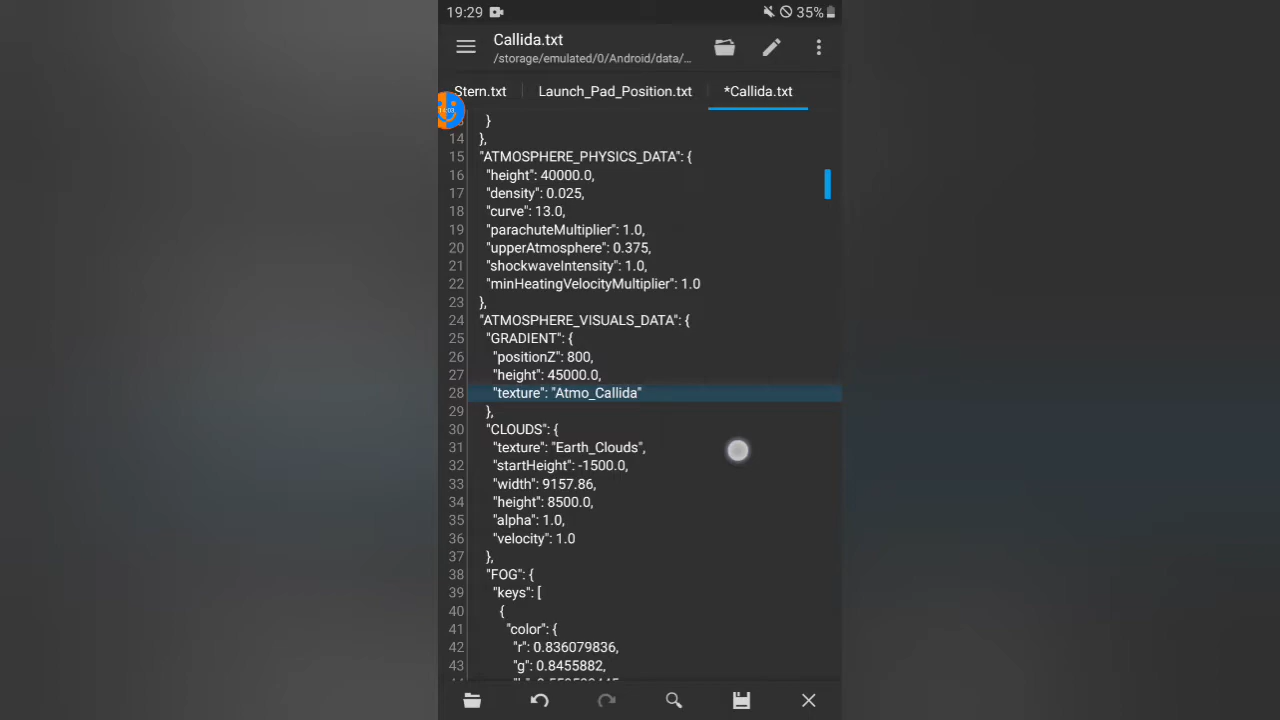 19:29 35%
Callida.txt
/storage/emulated/0/Android/data/...
Stern.txt Launch_Pad_Position.txt *Callida.txt
}
14 },
15 "ATMOSPHERE_PHYSICS_DATA": {
16 "height": 40000.0,
17 "density": 0.025,
18 "curve": 13.0,
19 "parachuteMultiplier": 1.0,
20 "upperAtmosphere": 0.375,
21 "shockwaveIntensity": 1.0,
22 "minHeatingVelocityMultiplier": 1.0
23 },
24 "ATMOSPHERE_VISUALS_DATA": {
25 "GRADIENT": {
26 "positionZ": 800,
27 "height": 45000.0,
28 "texture": "Atmo_Callida"
29 },
30 "CLOUDS": {
31 "texture": "Earth_Clouds",
32 "startHeight": -1500.0,
33 "width": 9157.86,
34 "height": 8500.0,
35 "alpha": 1.0,
36 "velocity": 1.0
37 },
38 "FOG": {
39 "keys": [
40 {
41 "color": {
42 "r": 0.836079836,
43 "g": 0.8455882,